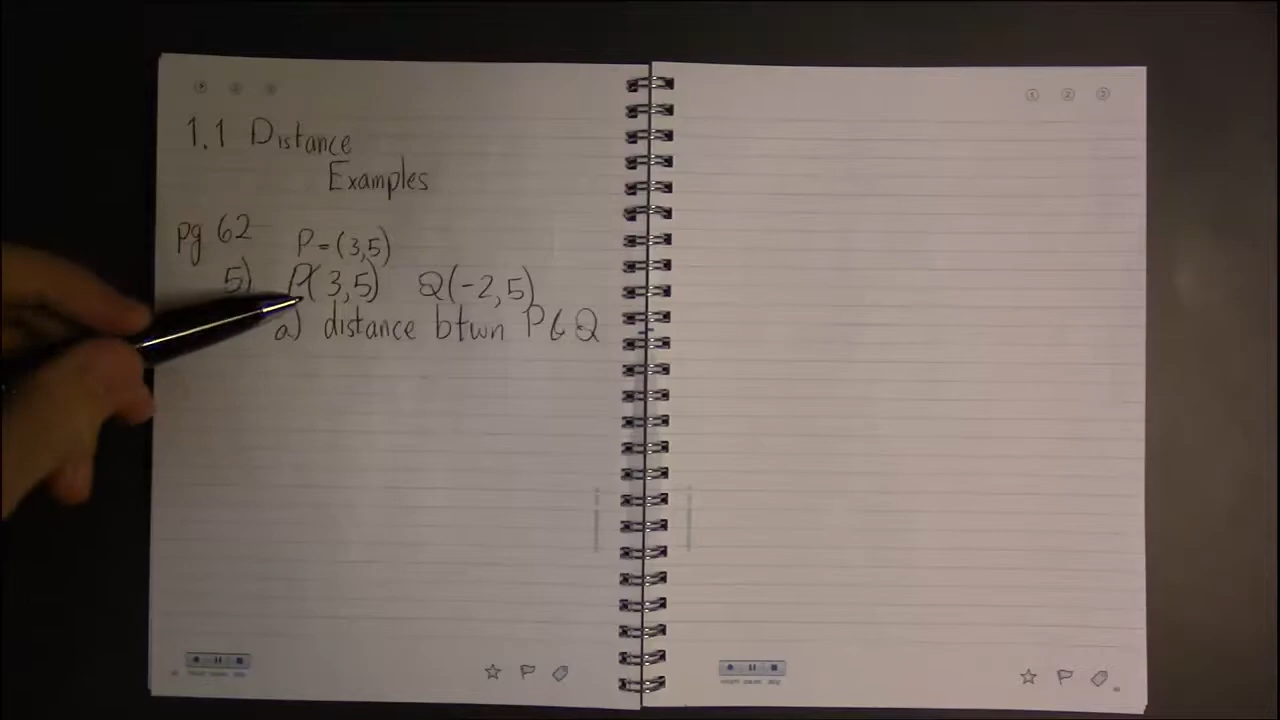 1.1 Distance
Examples
pg 62
P = (3,5)
5) P(3,5) Q(-2,5)
a) distance btwn P & Q